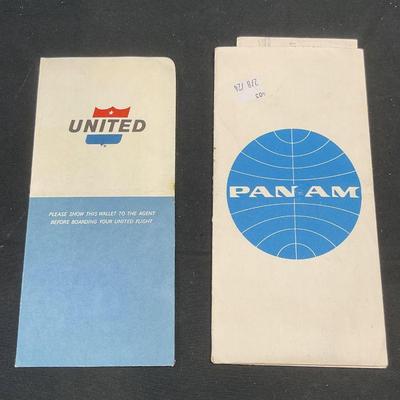 UNITED
PLEASE SHOW THIS WALLET TO THE AGENT
BEFORE BOARDING YOUR UNITED FLIGHT
PAN AM